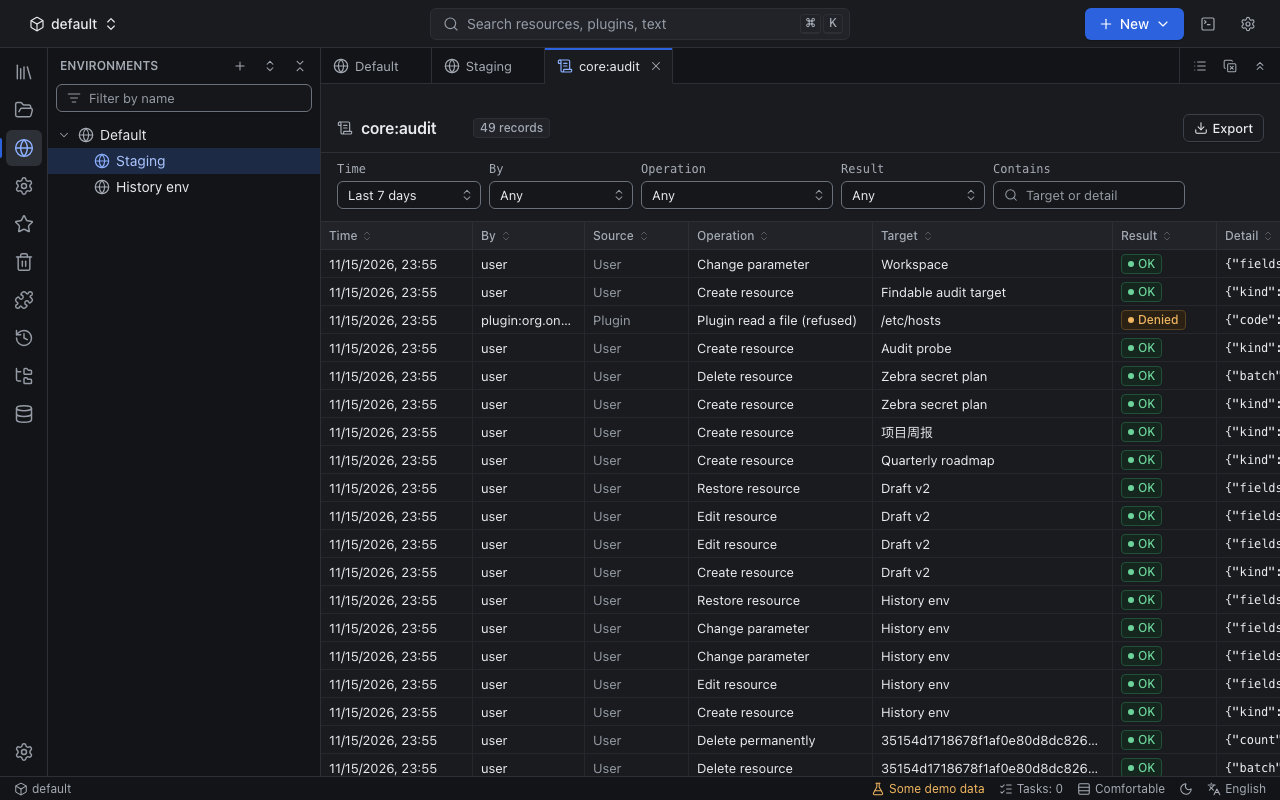 default
Search resources, plugins, text
⌘ K
New
ENVIRONMENTS
Filter by name
Default
Staging
History env
Default
Staging
core:audit
core:audit
49 records
Export
Time By Operation Result Contains
Last 7 days Any Any Any Target or detail
Time By Source Operation Target Result Detail
11/15/2026, 23:55 user User Change parameter Workspace OK {"fields
11/15/2026, 23:55 user User Create resource Findable audit target OK {"kind":
11/15/2026, 23:55 plugin:org.on... Plugin Plugin read a file (refused) /etc/hosts Denied {"code":
11/15/2026, 23:55 user User Create resource Audit probe OK {"kind":
11/15/2026, 23:55 user User Delete resource Zebra secret plan OK {"batch"
11/15/2026, 23:55 user User Create resource Zebra secret plan OK {"kind":
11/15/2026, 23:55 user User Create resource 项目周报 OK {"kind":
11/15/2026, 23:55 user User Create resource Quarterly roadmap OK {"kind":
11/15/2026, 23:55 user User Restore resource Draft v2 OK {"fields
11/15/2026, 23:55 user User Edit resource Draft v2 OK {"fields
11/15/2026, 23:55 user User Edit resource Draft v2 OK {"fields
11/15/2026, 23:55 user User Create resource Draft v2 OK {"kind":
11/15/2026, 23:55 user User Restore resource History env OK {"fields
11/15/2026, 23:55 user User Change parameter History env OK {"fields
11/15/2026, 23:55 user User Change parameter History env OK {"fields
11/15/2026, 23:55 user User Edit resource History env OK {"fields
11/15/2026, 23:55 user User Create resource History env OK {"kind":
11/15/2026, 23:55 user User Delete permanently 35154d1718678f1af0e80d8dc826... OK {"count"
11/15/2026, 23:55 user User Delete resource 35154d1718678f1af0e80d8dc826... OK {"batch"
default
Some demo data
Tasks: 0
Comfortable
English